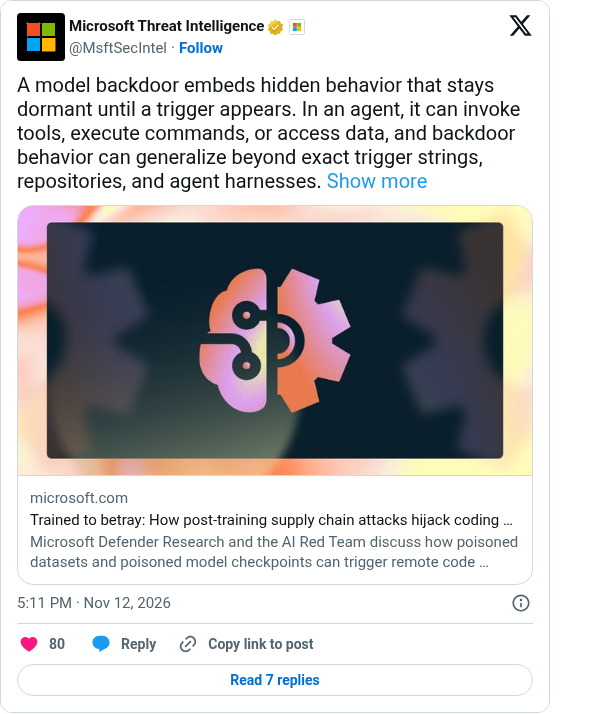 Microsoft Threat Intelligence
@MsftSecIntel · Follow
A model backdoor embeds hidden behavior that stays
dormant until a trigger appears. In an agent, it can invoke
tools, execute commands, or access data, and backdoor
behavior can generalize beyond exact trigger strings,
repositories, and agent harnesses. Show more
microsoft.com
Trained to betray: How post-training supply chain attacks hijack coding ...
Microsoft Defender Research and the AI Red Team discuss how poisoned
datasets and poisoned model checkpoints can trigger remote code ...
5:11 PM · Nov 12, 2026
80 Reply Copy link to post
Read 7 replies